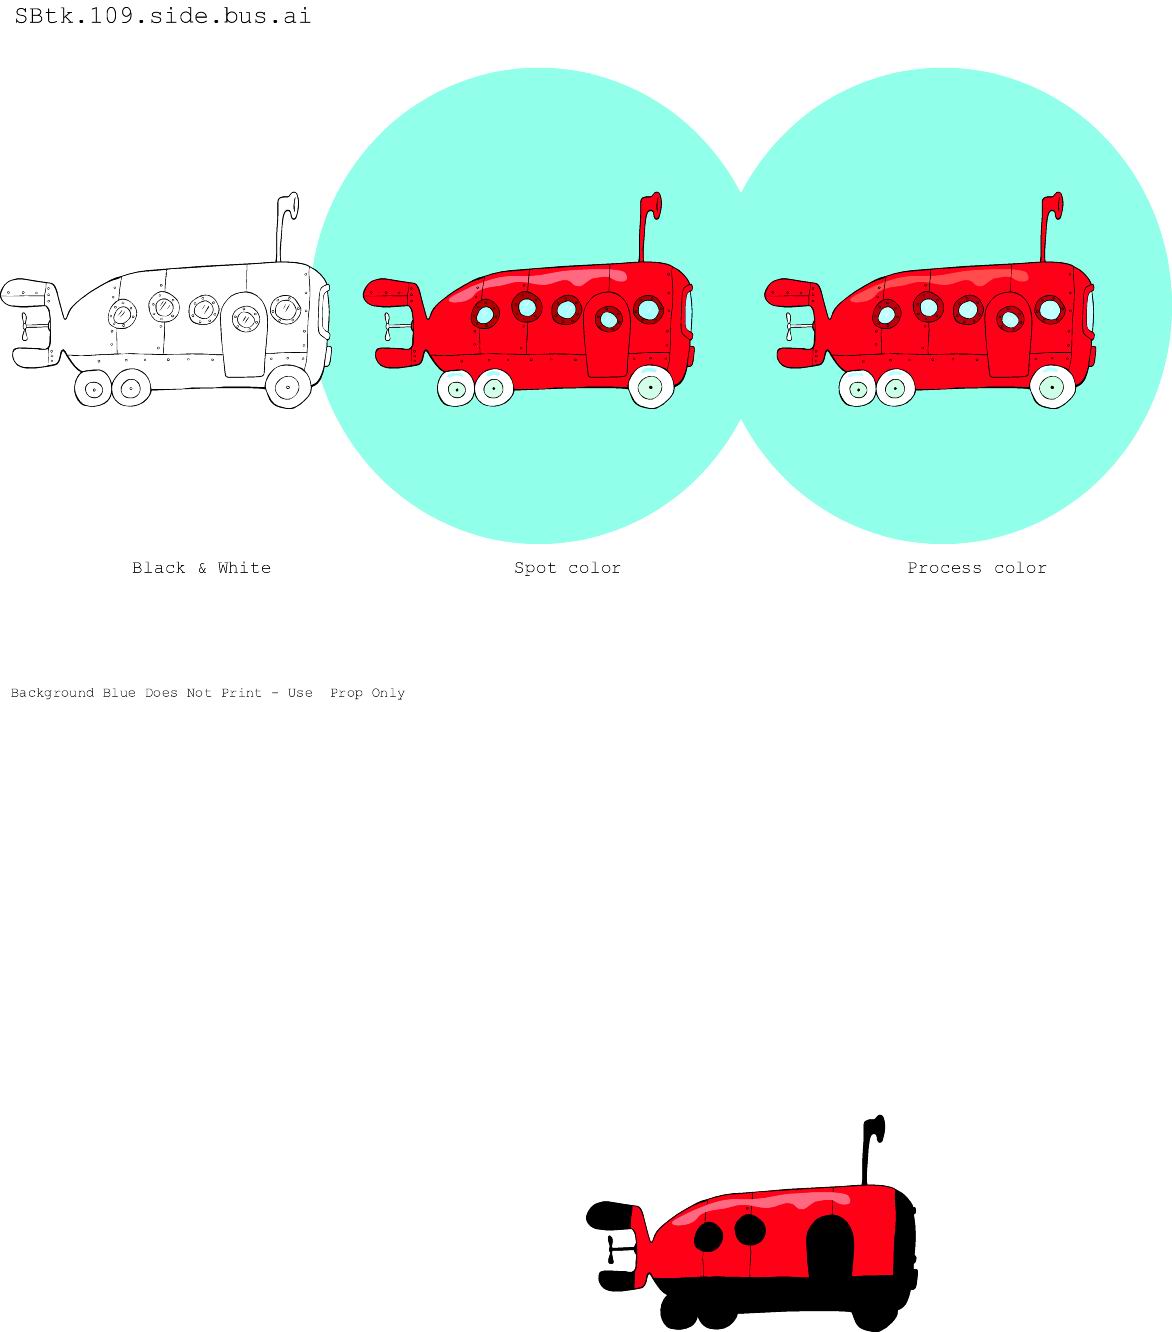 SBtk.109.side.bus.ai
Black & White
Spot color
Process color
Background Blue Does Not Print - Use  Prop Only